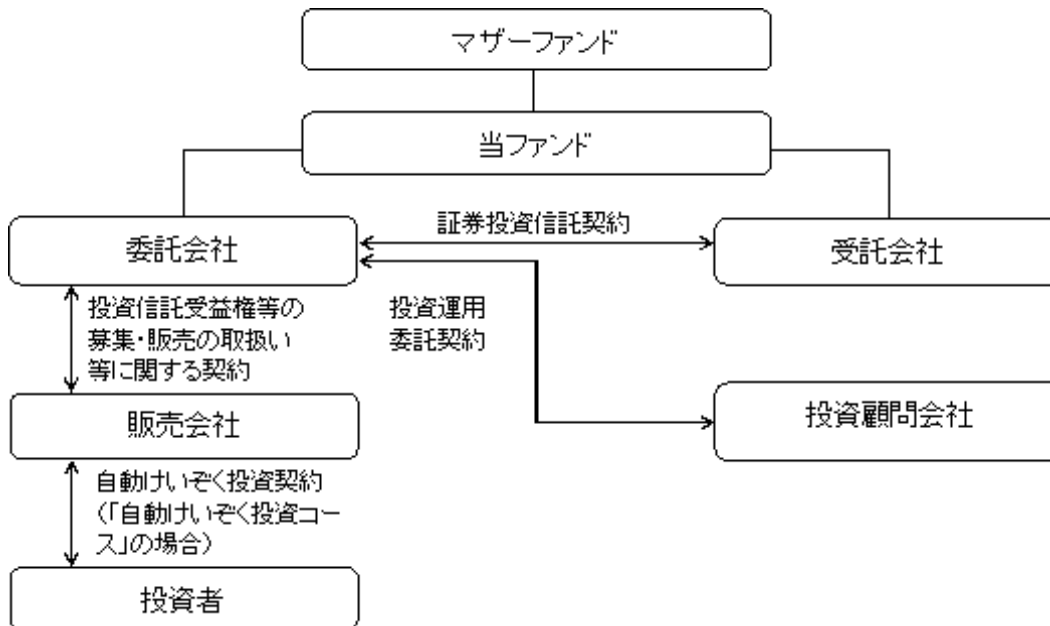 マザーファンド
当ファンド
委託会社
証券投資信託契約
受託会社
投資信託受益権等の
募集・販売の取扱い
等に関する契約
投資運用
委託契約
販売会社
投資顧問会社
自動けいぞく投資契約
(「自動けいぞく投資コー
ス」の場合)
投資者